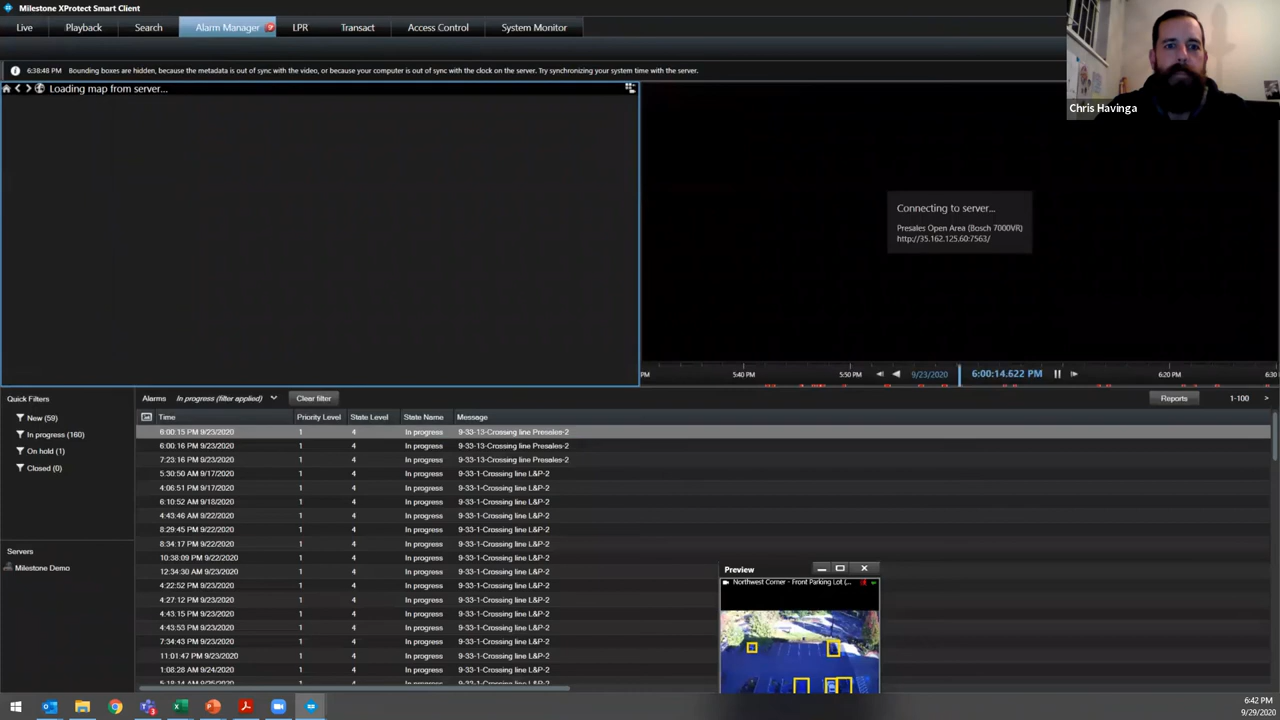 Milestone XProtect Smart Client
Live Playback Search Alarm Manager LPR Transact Access Control System Monitor
6:38:48 PM Bounding boxes are hidden, because the metadata is out of sync with the video, or because your computer is out of sync with the clock on the server. Try synchronizing your system time with the server.
Loading map from server...
Chris Havinga
Connecting to server...
Presales Open Area (Bosch 7000VR)
http://35.162.125.60:7563/
PM 5:40 PM 5:50 PM 9/23/2020 6:00:14.622 PM 6:20 PM 6:30
Quick Filters Alarms In progress (filter applied) Clear filter Reports 1-100 >
New (59) Time Priority Level State Level State Name Message
In progress (160) 6:00:15 PM 9/23/2020 1 4 In progress 9-33-13-Crossing line Presales-2
6:00:16 PM 9/23/2020 1 4 In progress 9-33-13-Crossing line Presales-2
On hold (1) 7:23:16 PM 9/23/2020 1 4 In progress 9-33-13-Crossing line Presales-2
Closed (0) 5:30:50 AM 9/17/2020 1 4 In progress 9-33-1-Crossing line L&P-2
4:06:51 PM 9/17/2020 1 4 In progress 9-33-1-Crossing line L&P-2
6:10:52 AM 9/18/2020 1 4 In progress 9-33-1-Crossing line L&P-2
4:43:46 AM 9/22/2020 1 4 In progress 9-33-1-Crossing line L&P-2
8:29:45 PM 9/22/2020 1 4 In progress 9-33-1-Crossing line L&P-2
8:34:17 PM 9/22/2020 1 4 In progress 9-33-1-Crossing line L&P-2
Servers 10:38:09 PM 9/22/2020 1 4 In progress 9-33-1-Crossing line L&P-2
Milestone Demo 12:34:30 AM 9/23/2020 1 4 In progress 9-33-1-Crossing line L&P-2
4:22:52 PM 9/23/2020 1 4 In progress 9-33-1-Crossing line L&P-2
4:27:12 PM 9/23/2020 1 4 In progress 9-33-1-Crossing line L&P-2
4:43:15 PM 9/23/2020 1 4 In progress 9-33-1-Crossing line L&P-2
4:43:53 PM 9/23/2020 1 4 In progress 9-33-1-Crossing line L&P-2
7:34:43 PM 9/23/2020 1 4 In progress 9-33-1-Crossing line L&P-2
11:01:47 PM 9/23/2020 1 4 In progress 9-33-1-Crossing line L&P-2
1:08:28 AM 9/24/2020 1 4 In progress 9-33-1-Crossing line L&P-2
5:18:14 AM 9/25/2020 1 4 In progress 9-33-1-Crossing line L&P-2
Preview
Northwest Corner - Front Parking Lot (...
6:42 PM
9/29/2020